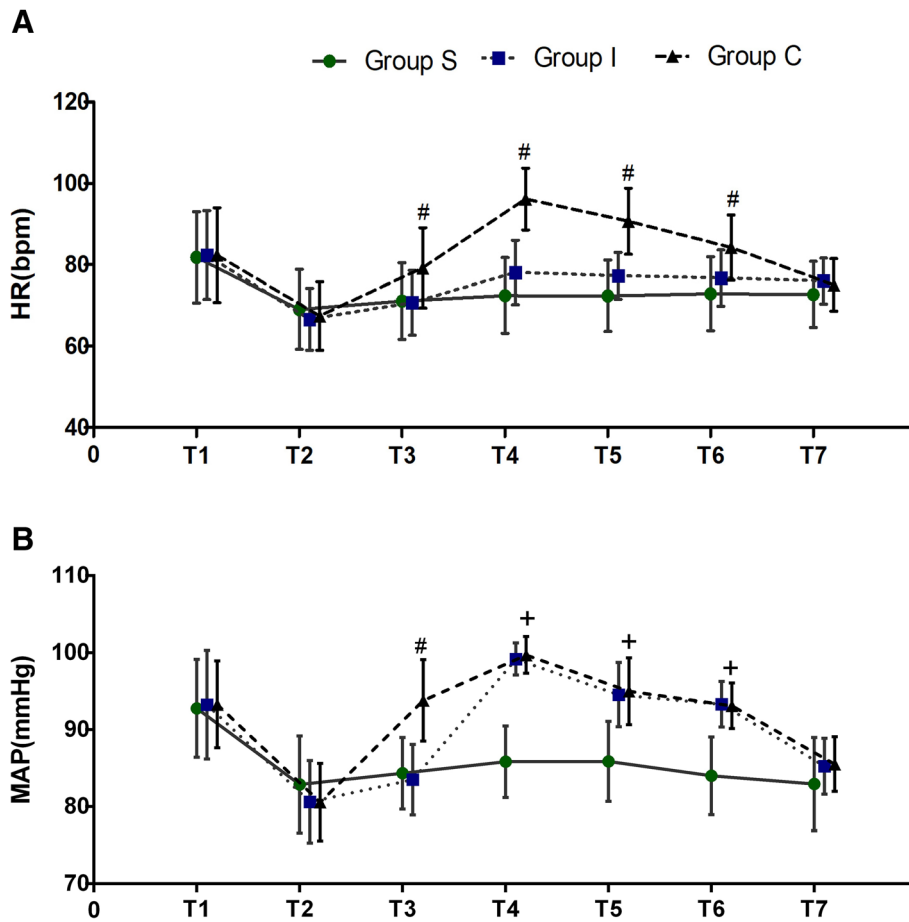 A
Group S Group I Group C
120
#
100
#
#
#
80
60
40
HR(bpm)
0 T1 T2 T3 T4 T5 T6 T7
B
110
+
#
+
+
100
90
80
70
MAP(mmHg)
0 T1 T2 T3 T4 T5 T6 T7